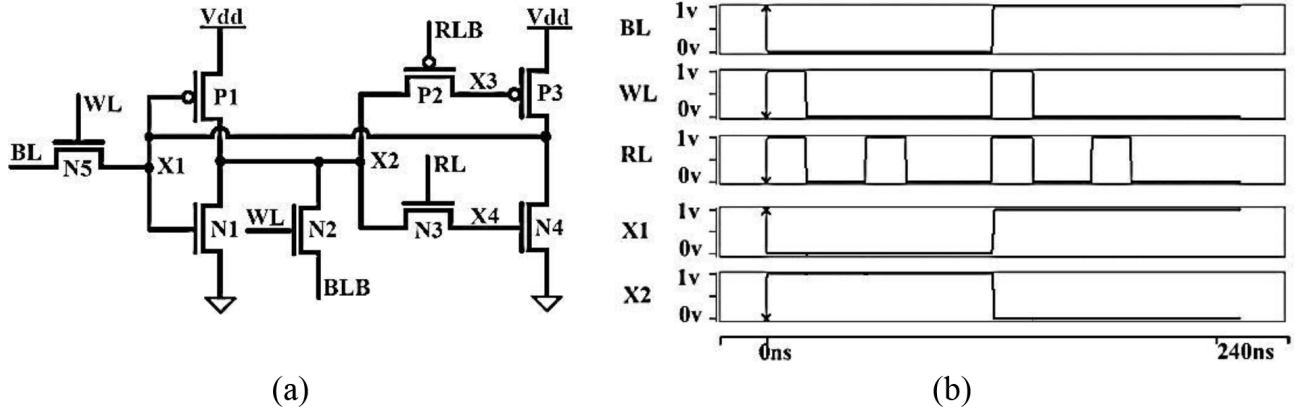 Vdd
Vdd
RLB
P1
P2
X3
P3
WL
BL
N5
X1
X2
RL
WL
N1
N2
N3
X4
N4
BLB
(a)
BL
1v
0v
WL
1v
0v
RL
1v
0v
X1
1v
0v
X2
1v
0v
0ns
240ns
(b)